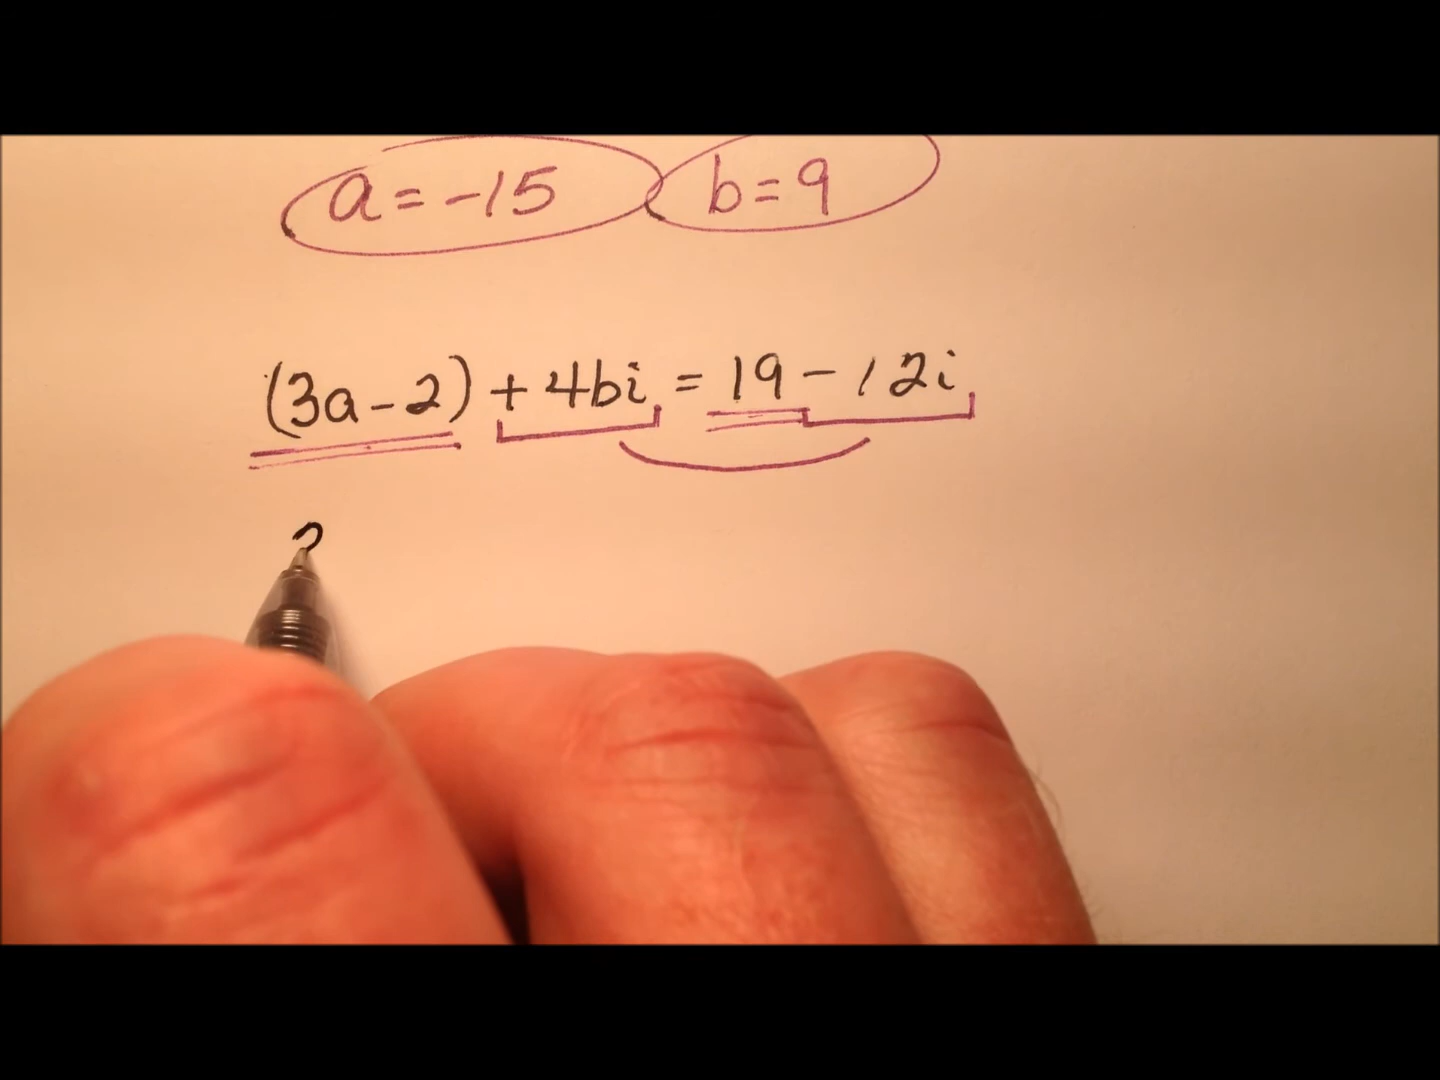 a = -15 b = 9
(3a - 2) + 4bi = 19 - 12i